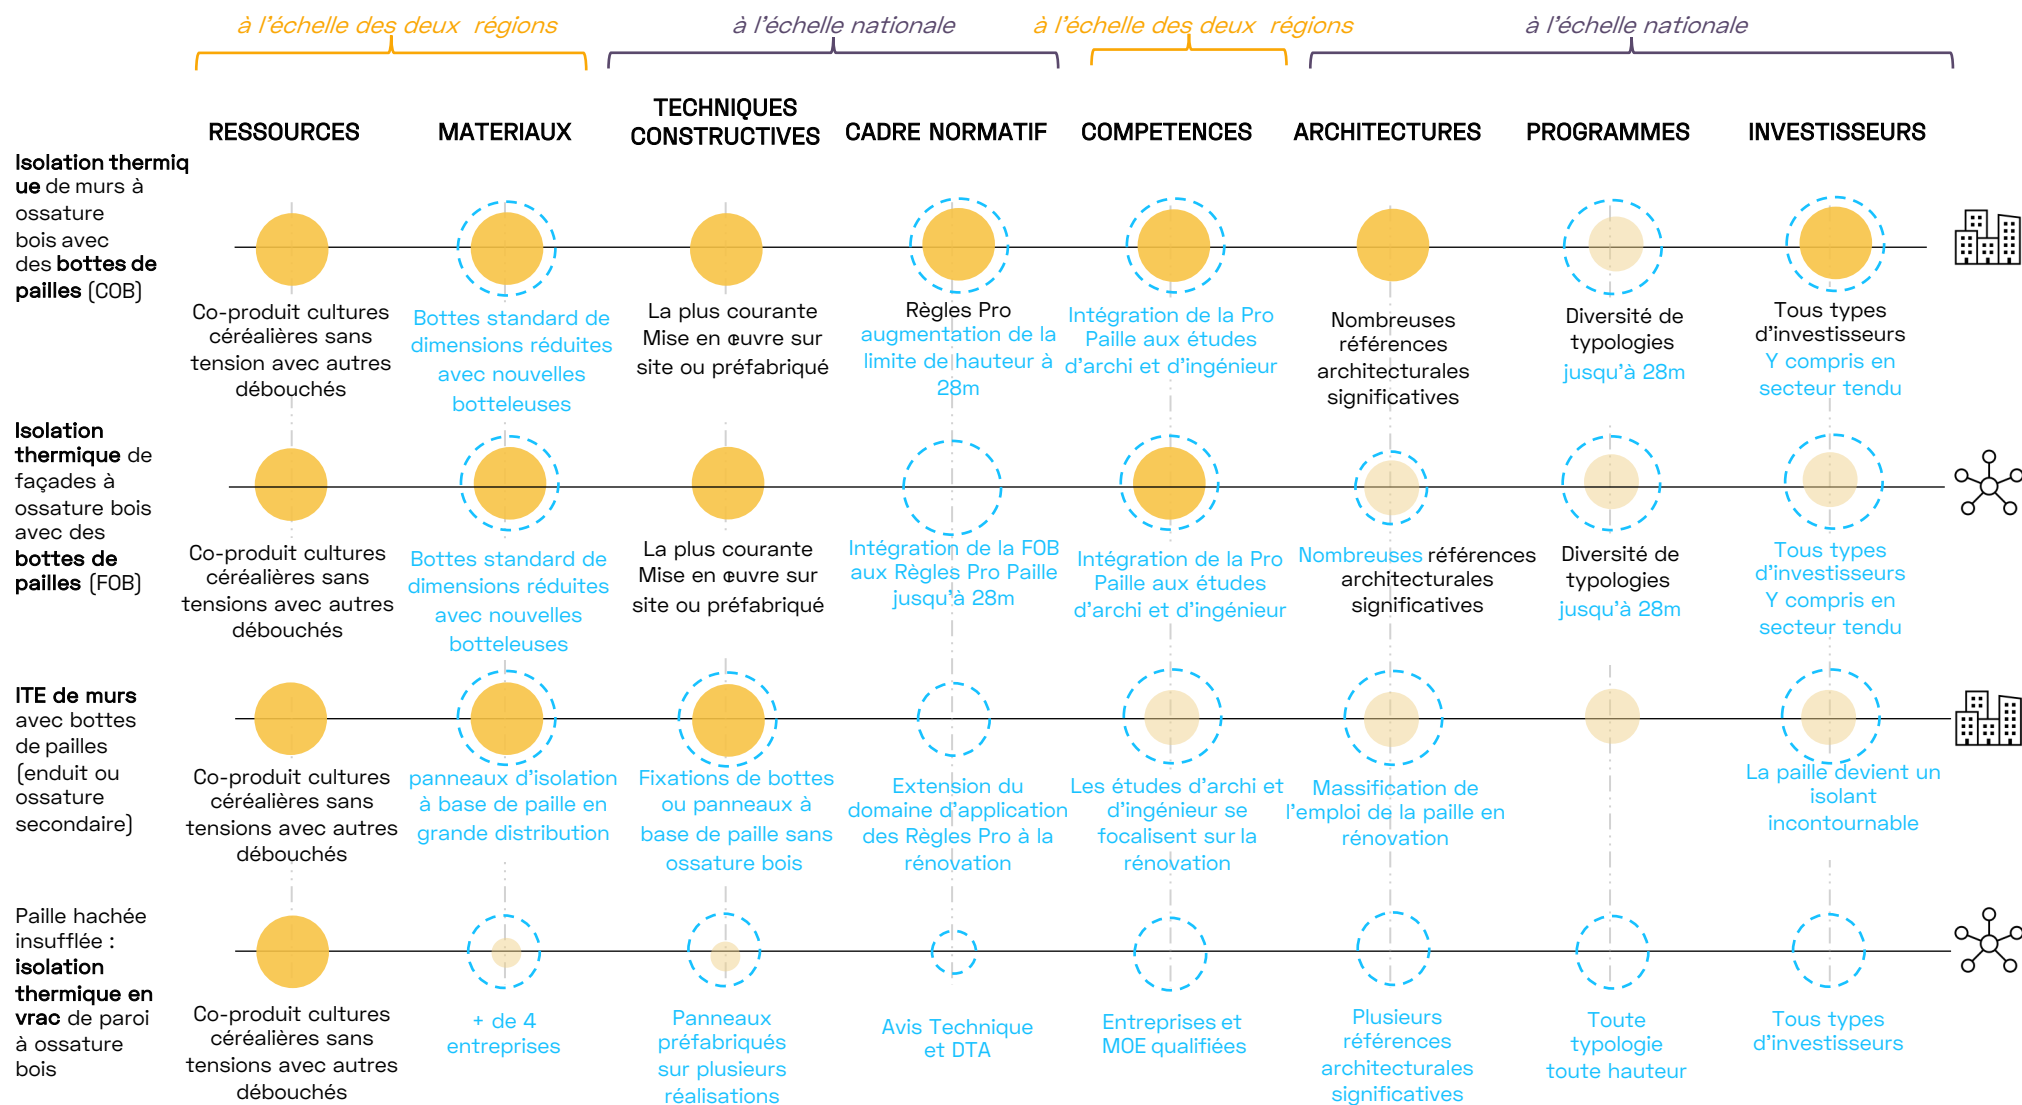 à l'échelle des deux régions
à l'échelle nationale
à l'échelle des deux régions
à l'échelle nationale
RESSOURCES
MATERIAUX
TECHNIQUES
CONSTRUCTIVES
CADRE NORMATIF
COMPETENCES
ARCHITECTURES
PROGRAMMES
INVESTISSEURS
Isolation thermiq
ue de murs à
ossature
bois avec
des bottes de
pailles (COB)
Co-produit cultures
céréalières sans
tension avec autres
débouchés
Bottes standard de
dimensions réduites
avec nouvelles
botteleuses
La plus courante
Mise en œuvre sur
site ou préfabriqué
Règles Pro
augmentation de la
limite de hauteur à
28m
Intégration de la Pro
Paille aux études
d'archi et d'ingénieur
Nombreuses
références
architecturales
significatives
Diversité de
typologies
jusqu'à 28m
Tous types
d'investisseurs
Y compris en
secteur tendu
Isolation
thermique de
façades à
ossature bois
avec des
bottes de
pailles (FOB)
Co-produit cultures
céréalières sans
tensions avec autres
débouchés
Bottes standard de
dimensions réduites
avec nouvelles
botteleuses
La plus courante
Mise en œuvre sur
site ou préfabriqué
Intégration de la FOB
aux Règles Pro Paille
jusqu'à 28m
Intégration de la Pro
Paille aux études
d'archi et d'ingénieur
Nombreuses références
architecturales
significatives
Diversité de
typologies
jusqu'à 28m
Tous types
d'investisseurs
Y compris en
secteur tendu
ITE de murs
avec bottes
de pailles
(enduit ou
ossature
secondaire)
Co-produit cultures
céréalières sans
tensions avec autres
débouchés
panneaux d'isolation
à base de paille en
grande distribution
Fixations de bottes
ou panneaux à
base de paille sans
ossature bois
Extension du
domaine d'application
des Règles Pro à la
rénovation
Les études d'archi et
d'ingénieur se
focalisent sur la
rénovation
Massification de
l'emploi de la paille en
rénovation
La paille devient un
isolant
incontournable
Paille hachée
insufflée :
isolation
thermique en
vrac de paroi
à ossature
bois
Co-produit cultures
céréalières sans
tensions avec autres
débouchés
+ de 4
entreprises
Panneaux
préfabriqués
sur plusieurs
réalisations
Avis Technique
et DTA
Entreprises et
MOE qualifiées
Plusieurs
références
architecturales
significatives
Toute
typologie
toute hauteur
Tous types
d'investisseurs